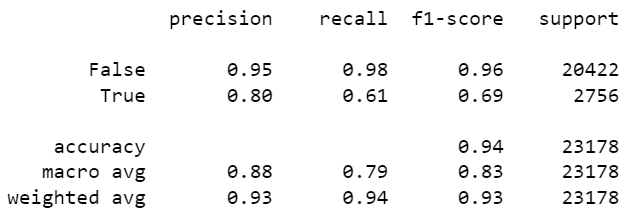 precision recall f1-score support
False 0.95 0.98 0.96 20422
True 0.80 0.61 0.69 2756
accuracy 0.94 23178
macro avg 0.88 0.79 0.83 23178
weighted avg 0.93 0.94 0.93 23178